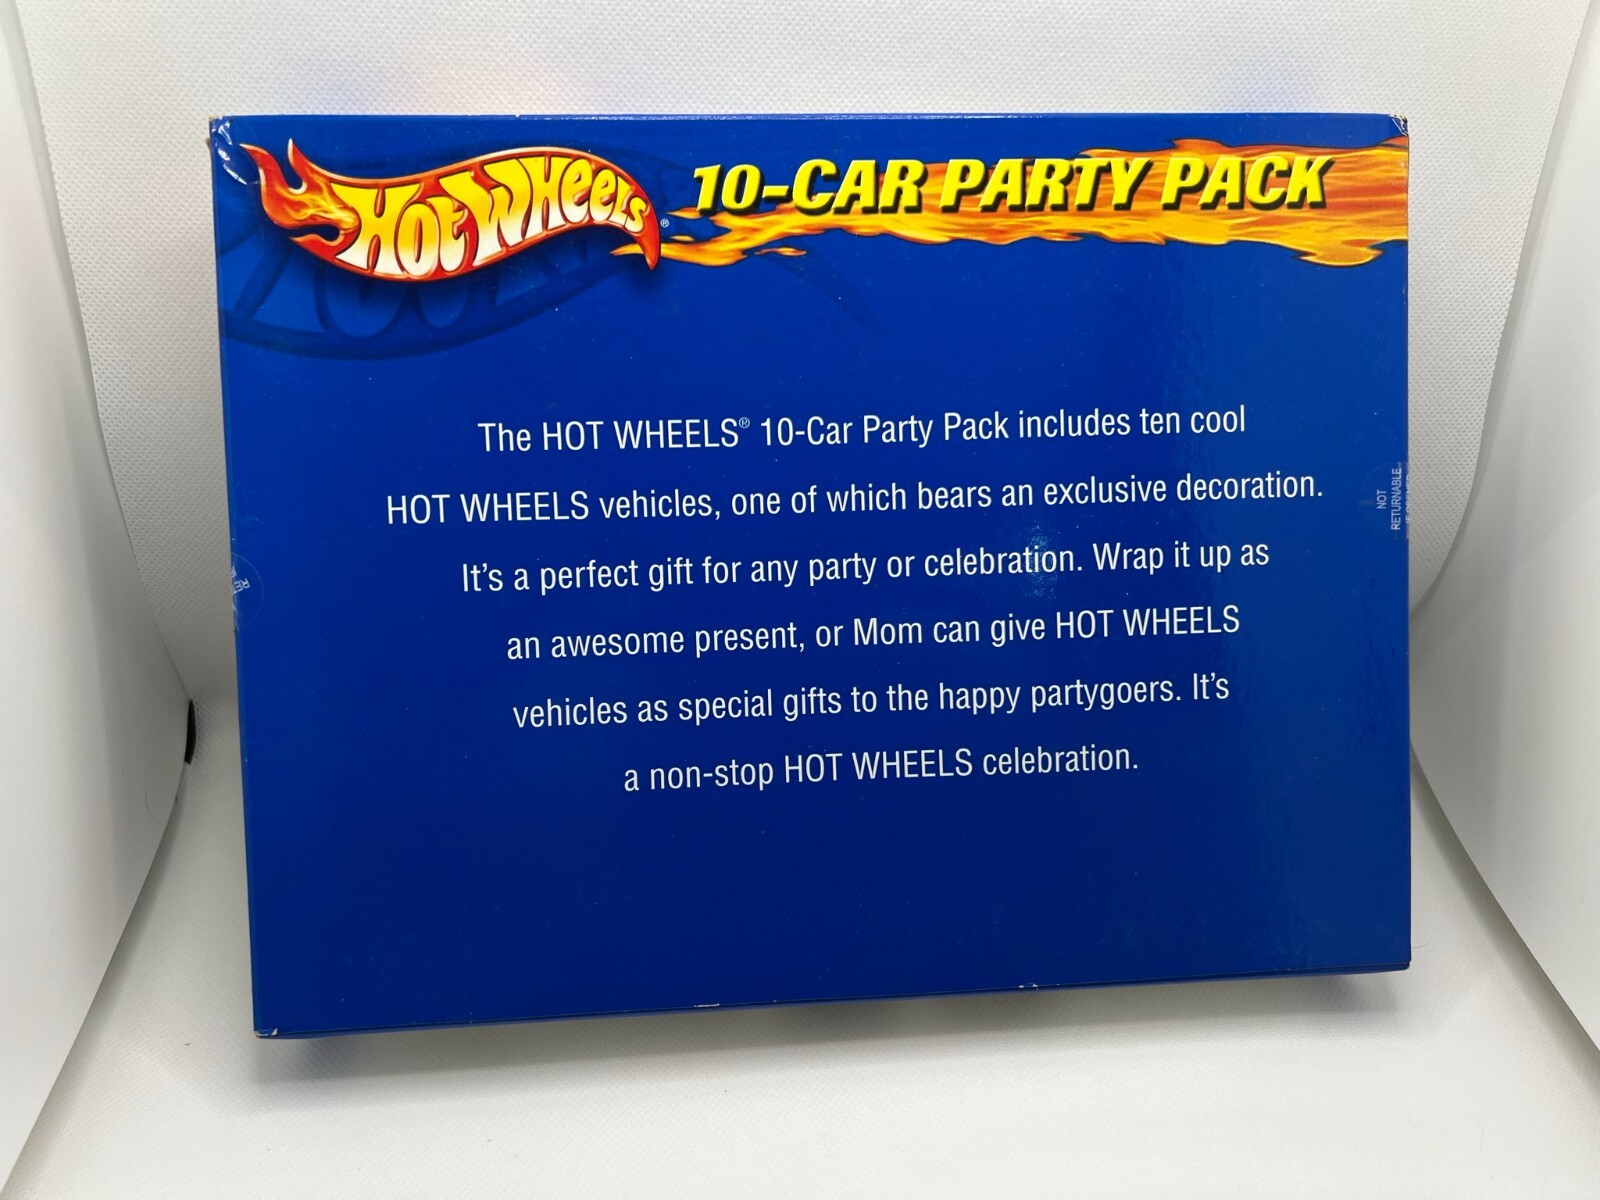 Hot Wheels®
10-CAR PARTY PACK
The HOT WHEELS® 10-Car Party Pack includes ten cool
HOT WHEELS vehicles, one of which bears an exclusive decoration.
It's a perfect gift for any party or celebration. Wrap it up as
an awesome present, or Mom can give HOT WHEELS
vehicles as special gifts to the happy partygoers. It's
a non-stop HOT WHEELS celebration.
NOT
RETURNABLE